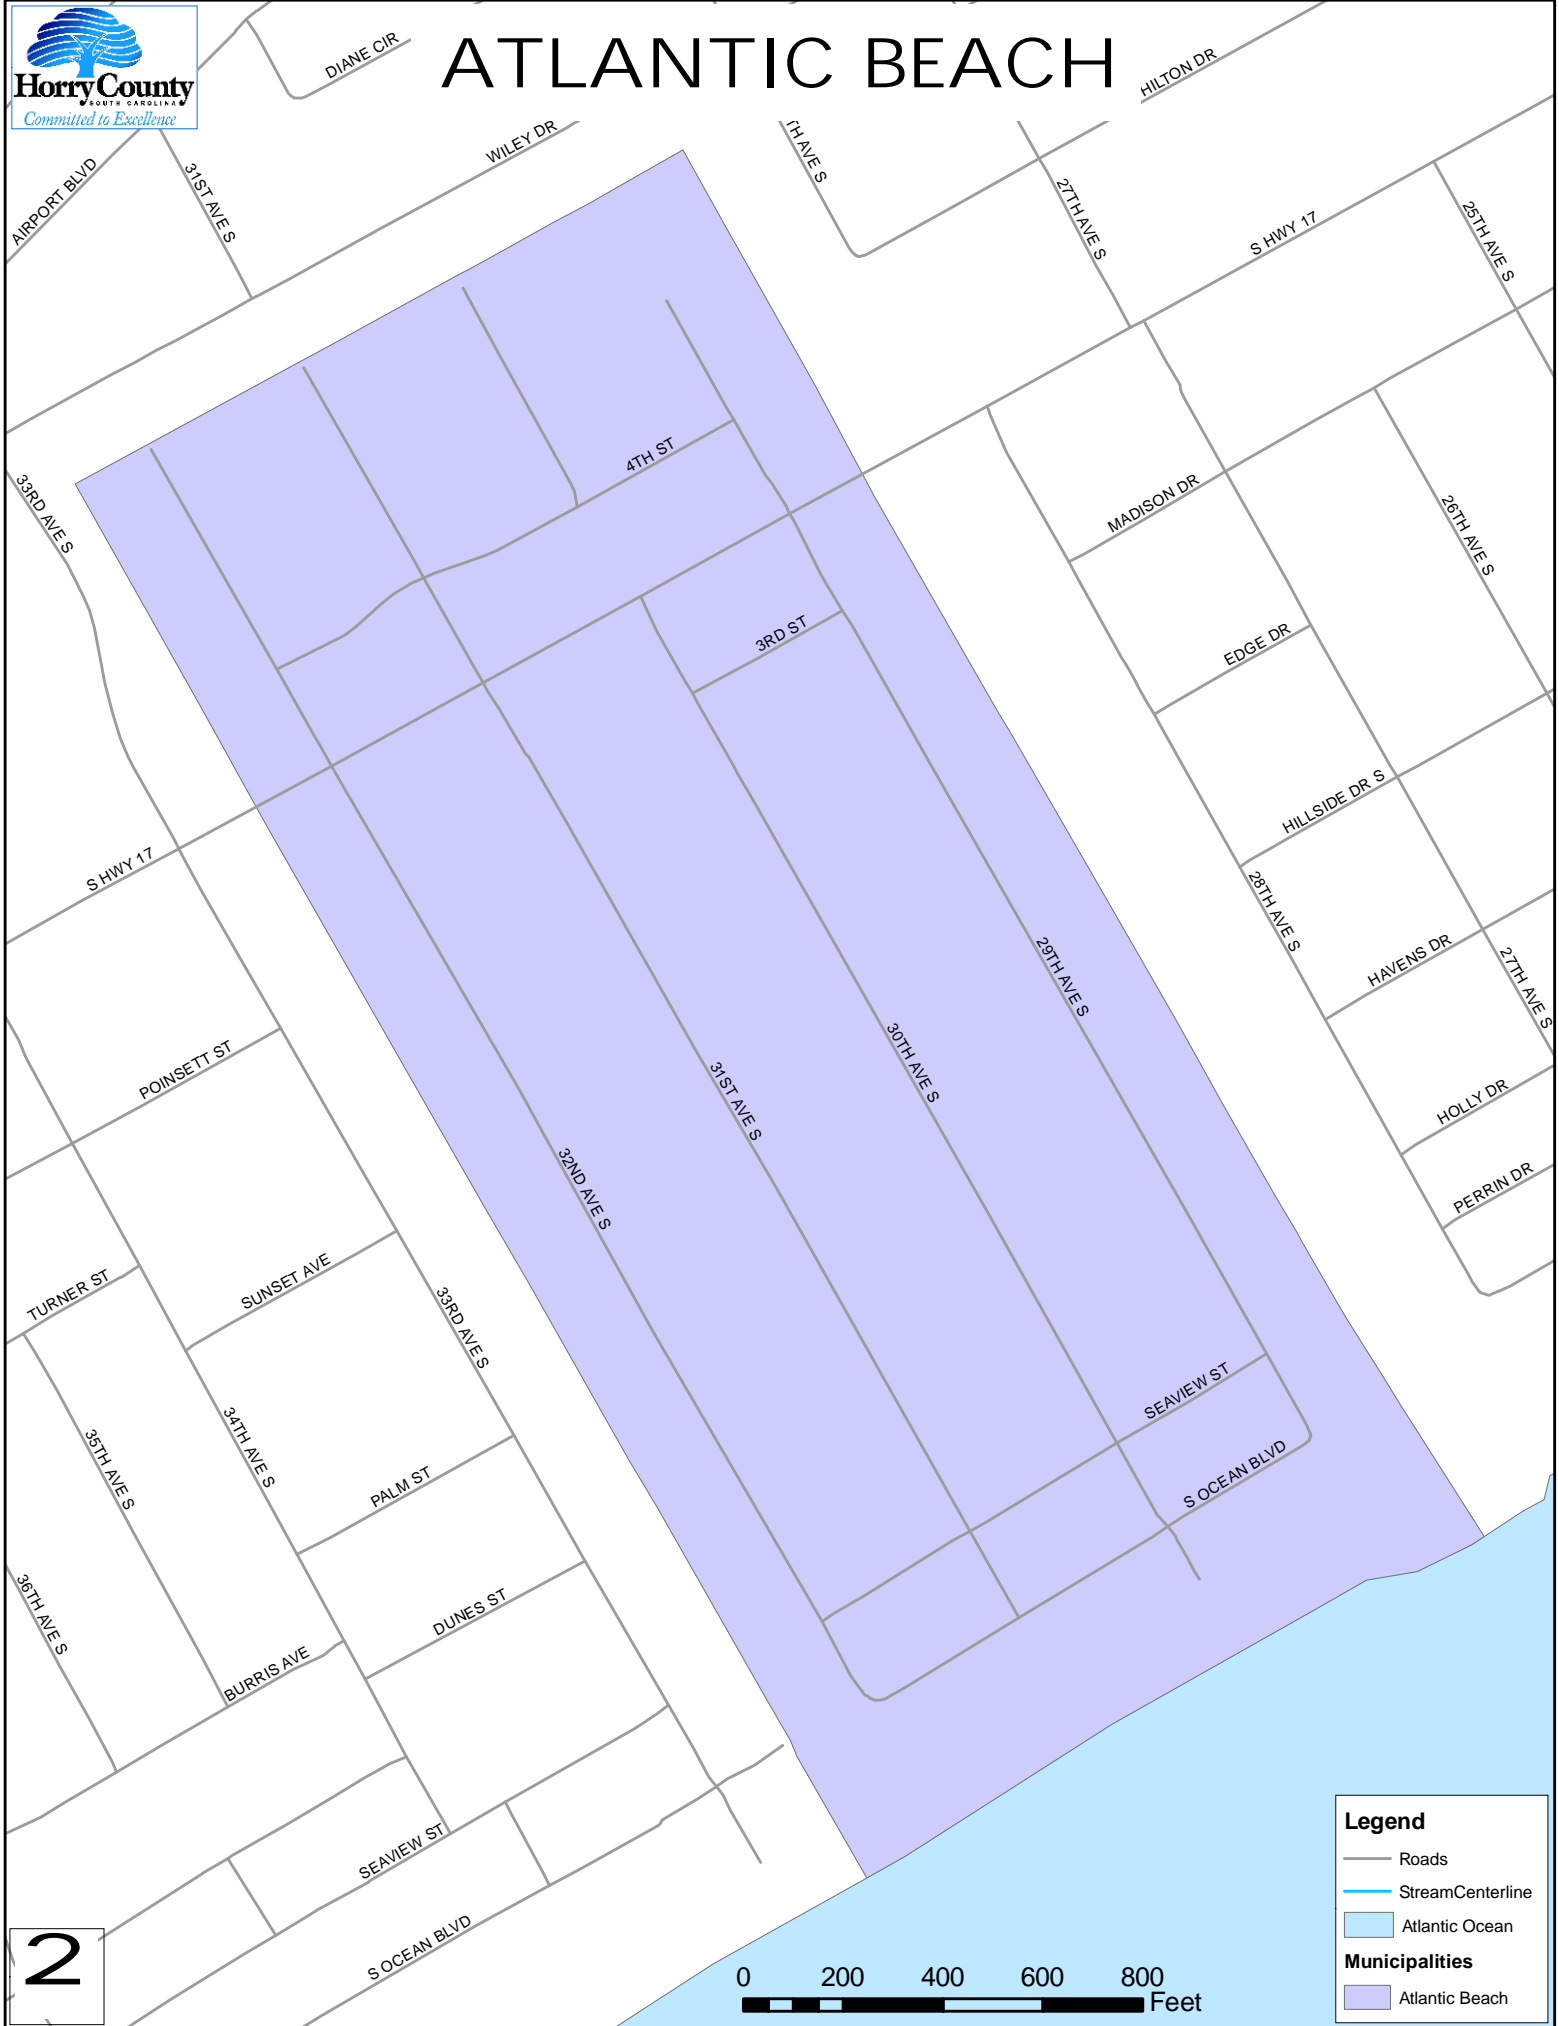 Horry County
SOUTH CAROLINA
Committed to Excellence
ATLANTIC BEACH
DIANE CIR
HILTON DR
WILEY DR
TH AVE S
AIRPORT BLVD
31ST AVE S
27TH AVE S
S HWY 17
25TH AVE S
4TH ST
33RD AVE S
MADISON DR
26TH AVE S
3RD ST
EDGE DR
HILLSIDE DR S
S HWY 17
28TH AVE S
29TH AVE S
HAVENS DR
27TH AVE S
30TH AVE S
POINSETT ST
31ST AVE S
HOLLY DR
32ND AVE S
PERRIN DR
TURNER ST
SUNSET AVE
33RD AVE S
SEAVIEW ST
34TH AVE S
35TH AVE S
PALM ST
S OCEAN BLVD
36TH AVE S
DUNES ST
BURRIS AVE
SEAVIEW ST
S OCEAN BLVD
2
0 200 400 600 800
Feet
Legend
Roads
StreamCenterline
Atlantic Ocean
Municipalities
Atlantic Beach